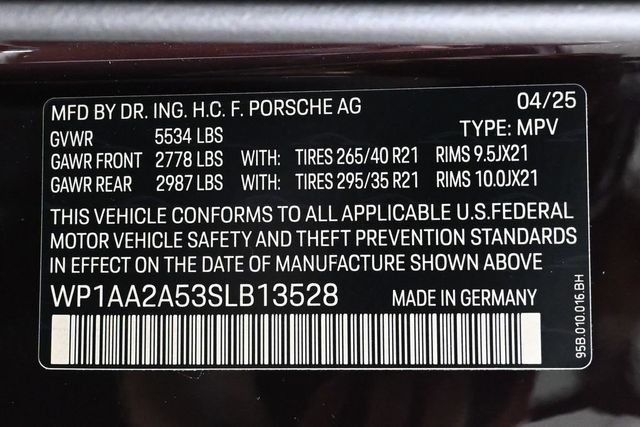 MFD BY DR. ING. H.C. F. PORSCHE AG 04/25
GVWR 5534 LBS TYPE: MPV
GAWR FRONT 2778 LBS WITH: TIRES 265/40 R21 RIMS 9.5JX21
GAWR REAR 2987 LBS WITH: TIRES 295/35 R21 RIMS 10.0JX21
THIS VEHICLE CONFORMS TO ALL APPLICABLE U.S.FEDERAL
MOTOR VEHICLE SAFETY AND THEFT PREVENTION STANDARDS
IN EFFECT ON THE DATE OF MANUFACTURE SHOWN ABOVE
WP1AA2A53SLB13528 MADE IN GERMANY
95B.010.016.BH